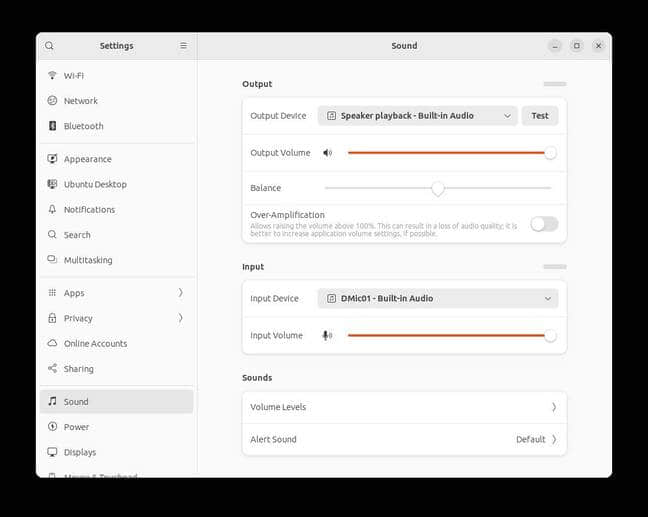 Settings
Sound
Wi-Fi
Network
Bluetooth
Appearance
Ubuntu Desktop
Notifications
Search
Multitasking
Apps
Privacy
Online Accounts
Sharing
Sound
Power
Displays
Mouse & Touchpad
Output
Output Device
Speaker playback - Built-in Audio
Test
Output Volume
Balance
Over-Amplification
Allows raising the volume above 100%. This can result in a loss of audio quality; it is
better to increase application volume settings, if possible.
Input
Input Device
DMic01 - Built-in Audio
Input Volume
Sounds
Volume Levels
Alert Sound
Default